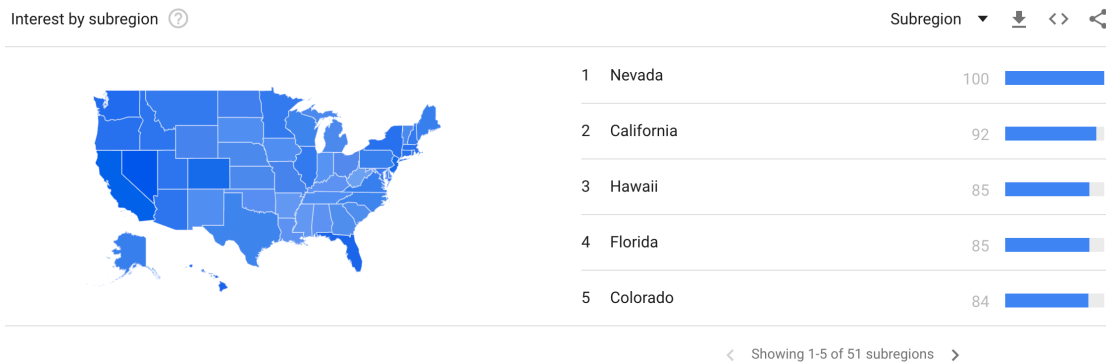 Interest by subregion ?
Subregion
1 Nevada 100
2 California 92
3 Hawaii 85
4 Florida 85
5 Colorado 84
Showing 1-5 of 51 subregions